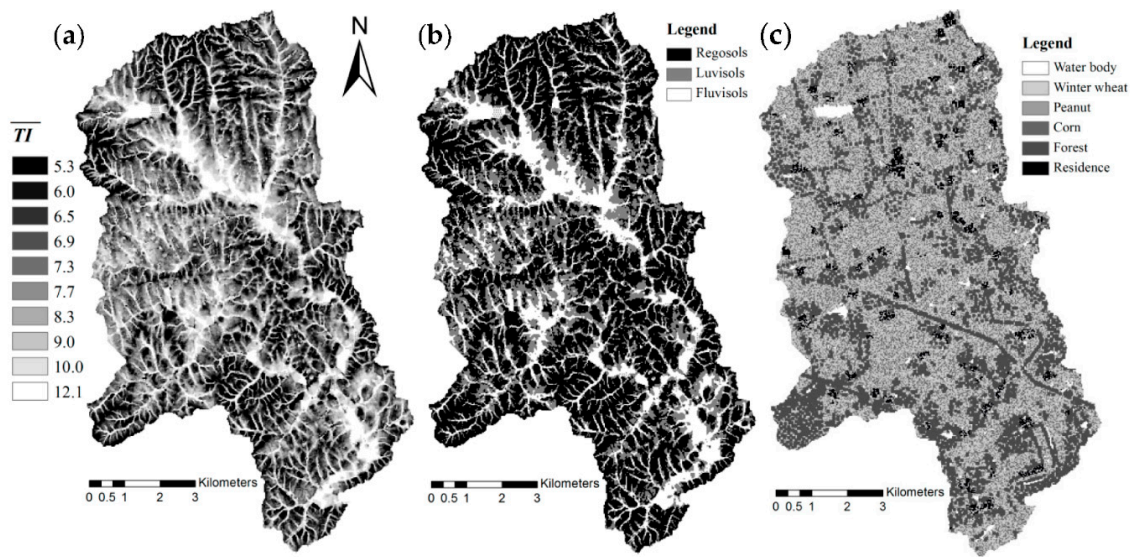 (a)
N
TI
5.3
6.0
6.5
6.9
7.3
7.7
8.3
9.0
10.0
12.1
Kilometers
0 0.5 1 2 3
(b)
Legend
Regosols
Luvisols
Fluvisols
Kilometers
0 0.5 1 2 3
(c)
Legend
Water body
Winter wheat
Peanut
Corn
Forest
Residence
Kilometers
0 0.5 1 2 3